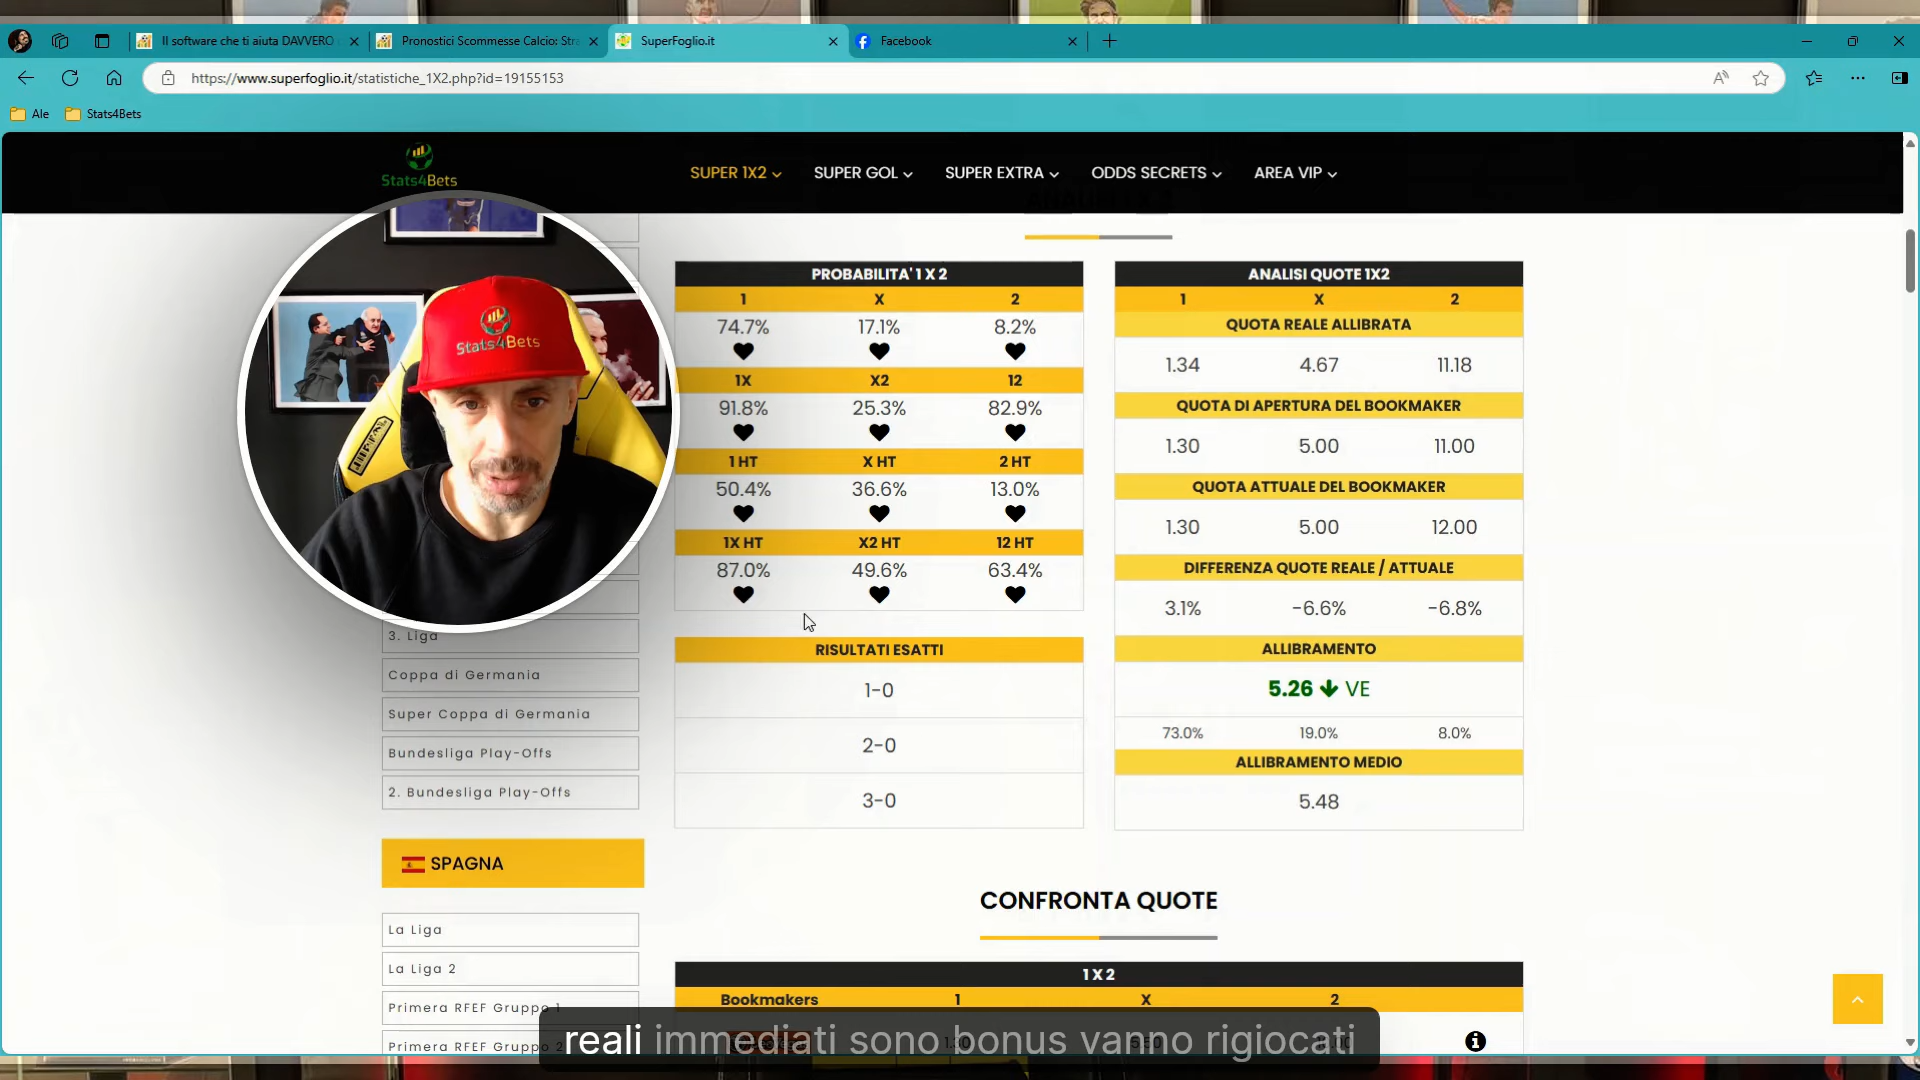 Il software che ti aiuta DAVVERO
Pronostici Scommesse Calcio: Stra
SuperFoglio.it
Facebook
https://www.superfoglio.it/statistiche_1X2.php?id=19155153
Ale
Stats4Bets
Stats4Bets
SUPER 1X2
SUPER GOL
SUPER EXTRA
ODDS SECRETS
AREA VIP
Stats4Bets
PROBABILITA' 1 X 2
1 X 2
74.7% 17.1% 8.2%
1X X2 12
91.8% 25.3% 82.9%
1 HT X HT 2 HT
50.4% 36.6% 13.0%
1X HT X2 HT 12 HT
87.0% 49.6% 63.4%
RISULTATI ESATTI
1-0
2-0
3-0
ANALISI QUOTE 1X2
1 X 2
QUOTA REALE ALLIBRATA
1.34 4.67 11.18
QUOTA DI APERTURA DEL BOOKMAKER
1.30 5.00 11.00
QUOTA ATTUALE DEL BOOKMAKER
1.30 5.00 12.00
DIFFERENZA QUOTE REALE / ATTUALE
3.1% -6.6% -6.8%
ALLIBRAMENTO
5.26 VE
73.0% 19.0% 8.0%
ALLIBRAMENTO MEDIO
5.48
3. Liga
Coppa di Germania
Super Coppa di Germania
Bundesliga Play-Offs
2. Bundesliga Play-Offs
SPAGNA
La Liga
La Liga 2
Primera RFEF Gruppo 1
Primera RFEF Gruppo
CONFRONTA QUOTE
1 X 2
Bookmakers 1 X 2
reali immediati sono bonus vanno rigiocati